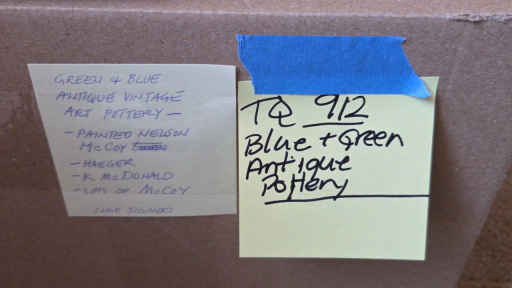 GREEN & BLUE
ANTIQUE VINTAGE
ART POTTERY —
- PAINTED NELSON
McCOY
- HAEGER
- K McDONALD
- LOTS OF McCOY
TQ 912
Blue + Green
Antique
Pottery